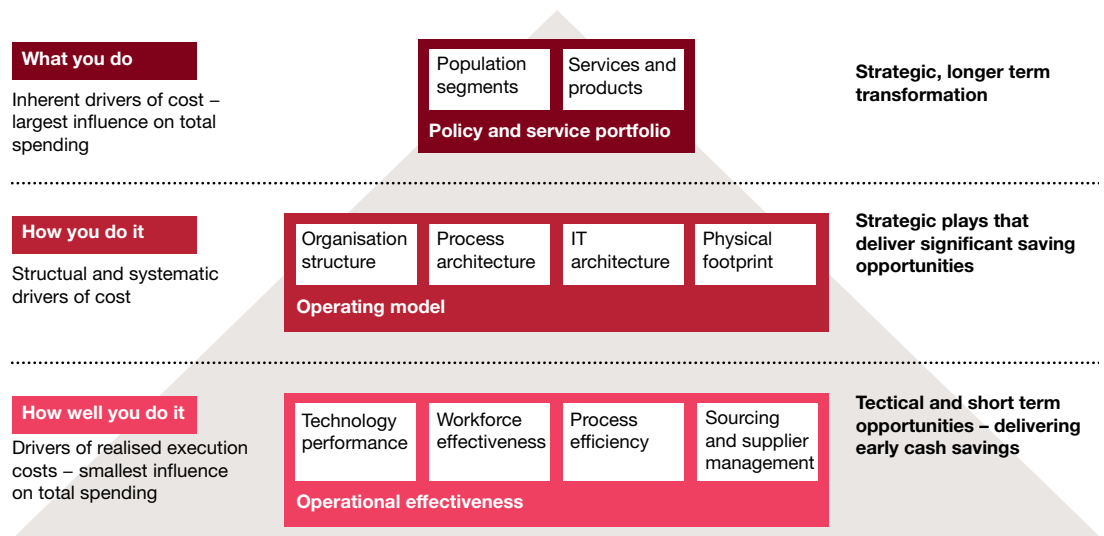 What you do
Inherent drivers of cost –
largest influence on total
spending
Population
segments
Services and
products
Policy and service portfolio
Strategic, longer term
transformation
How you do it
Structual and systematic
drivers of cost
Organisation
structure
Process
architecture
IT
architecture
Physical
footprint
Operating model
Strategic plays that
deliver significant saving
opportunities
How well you do it
Drivers of realised execution
costs – smallest influence
on total spending
Technology
performance
Workforce
effectiveness
Process
efficiency
Sourcing
and supplier
management
Operational effectiveness
Tectical and short term
opportunities – delivering
early cash savings